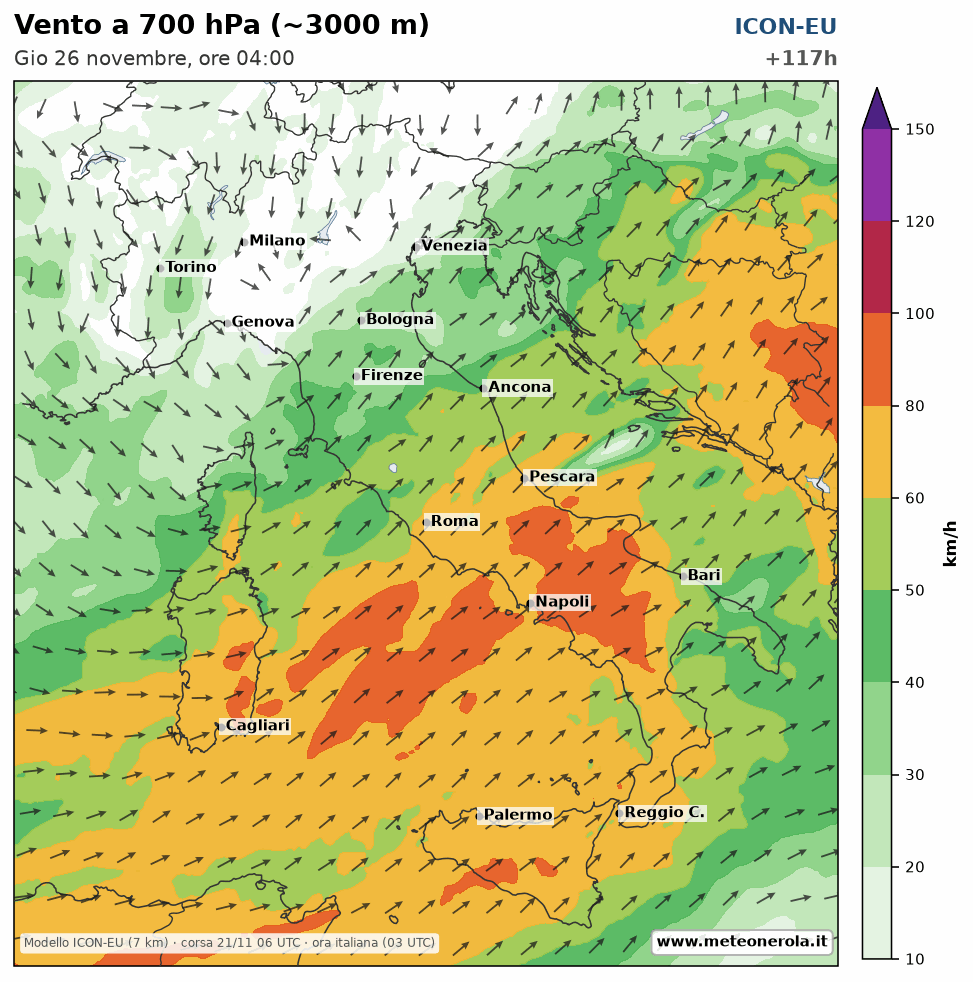 Vento a 700 hPa (~3000 m)
ICON-EU
Gio 26 novembre, ore 04:00
+117h
150
120
100
80
60
50
40
30
20
10
km/h
Milano
Venezia
Torino
Genova
Bologna
Firenze
Ancona
Pescara
Roma
Bari
Napoli
Cagliari
Palermo
Reggio C.
Modello ICON-EU (7 km) · corsa 21/11 06 UTC · ora italiana (03 UTC)
www.meteonerola.it